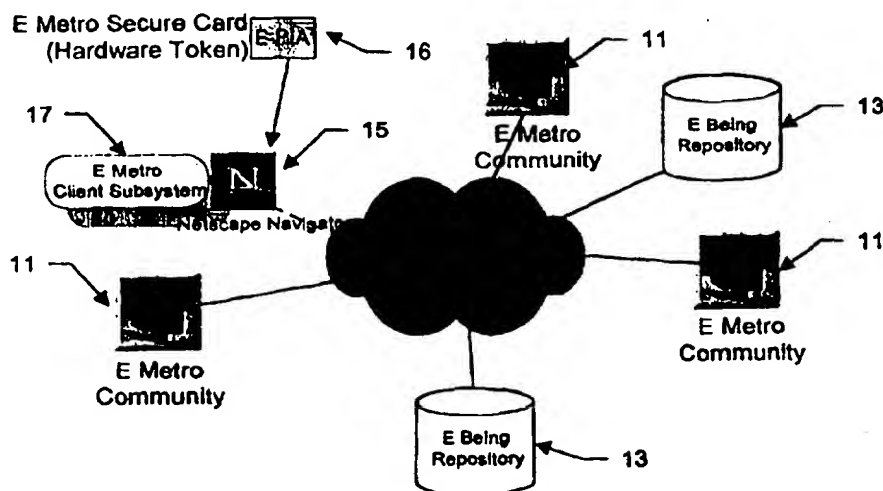 E Metro Secure Card
(Hardware Token)
16
11
13
E Metro
Community
E Being
Repository
17
15
N
E Metro
Client Subsystem
Netscape Navigato
11
11
E Metro
Community
E Metro
Community
E Being
Repository
13